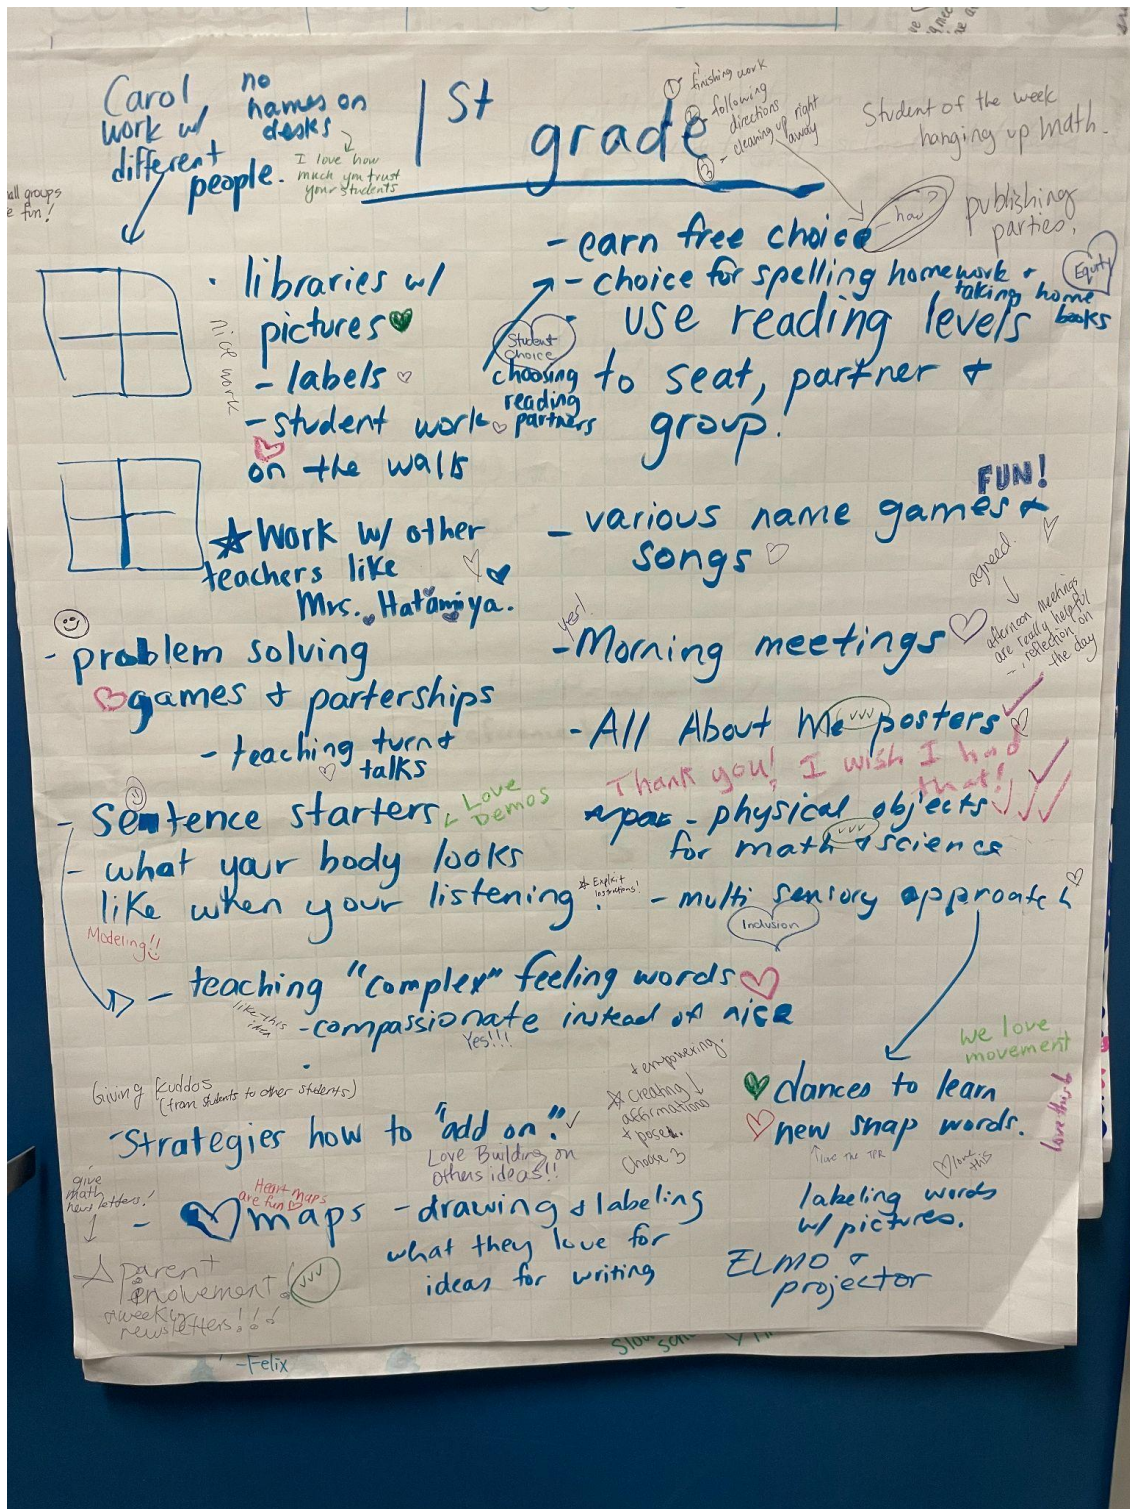 1st
grade
Carol,
work w/
different
people.
no
names on
desks
I love how
much you trust
your students
① finishing work
② following
directions
③ - cleaning up right
away
Student of the week
hanging up math.
publishing
parties!
all groups
e fun!
- earn free choice
how?
- choice for spelling homework +
taking home
books
Equity
· libraries w/
pictures
- labels
- student work
on the walls
nice work
Student
choice
choosing
reading
partners
· use reading levels
to seat, partner +
group!
FUN!
- various name games +
songs
☆ Work w/ other
teachers like
Mrs. Hatamiya.
yes!
- Morning meetings
agreed.
afternoon meetings
are really helpful
- reflection on
the day
- problem solving
games + parterships
- teaching turn +
talks
- All About Me posters
Thank you! I wish I had
that!
- Sentence starters
Love
Demos
- physical objects
for math + science
- what your body looks
like when your listening!
Modeling!!
- multi sensory approach
Inclusion
- teaching "complex" feeling words
like this
idea
- compassionate instead of nice
Yes!!!
we love
movement
Giving kuddos
(from students to other students)
+ empowering.
☆ creating
affirmations
+ poses.
Choose 3
dances to learn
new snap words.
love this!
love the TPR
love this
- Strategies how to "add on".
Love Building on
others ideas!!
give
math
newsletters!
Heart maps
are fun
- maps
- drawing + labeling
what they love for
ideas for writing
labeling words
w/ pictures.
ELMO +
projector
☆ parent
envolvement!
weekly
newsletters!!!
-Felix